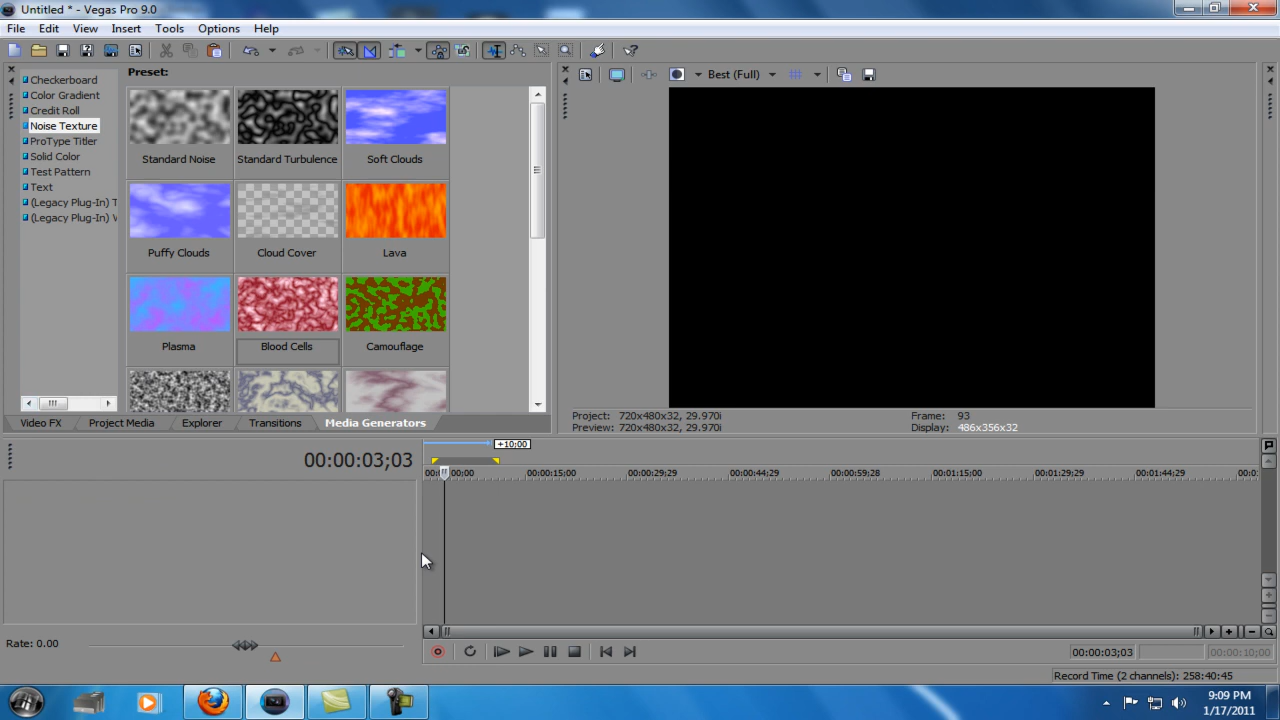 Untitled * - Vegas Pro 9.0
File Edit View Insert Tools Options Help
Checkerboard
Color Gradient
Credit Roll
Noise Texture
ProType Titler
Solid Color
Test Pattern
Text
(Legacy Plug-In) T
(Legacy Plug-In) V
Preset:
Standard Noise Standard Turbulence Soft Clouds
Puffy Clouds Cloud Cover Lava
Plasma Blood Cells Camouflage
Video FX Project Media Explorer Transitions Media Generators
Best (Full)
Project: 720x480x32, 29.970i Frame: 93
Preview: 720x480x32, 29.970i Display: 486x356x32
+10;00
00:00:03;03
00:00:15;00 00:00:29;29 00:00:44;29 00:00:59;28 00:01:15;00 00:01:29;29 00:01:44;29
Rate: 0.00
00:00:03;03 00:00:10;00
Record Time (2 channels): 258:40:45
9:09 PM
1/17/2011